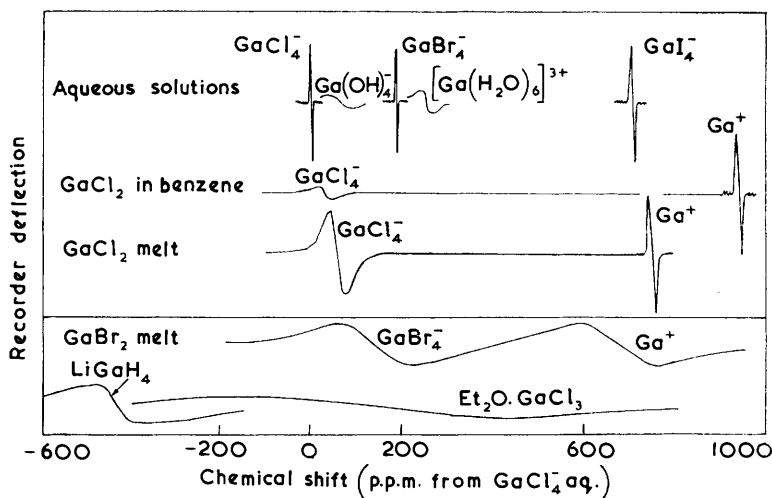 GaCl₄⁻ GaBr₄⁻ GaI₄⁻
Aqueous solutions Ga(OH)₄⁻ [Ga(H₂O)₆]³⁺
Ga⁺
GaCl₂ in benzene GaCl₄⁻
GaCl₂ melt GaCl₄⁻ Ga⁺
GaBr₂ melt GaBr₄⁻ Ga⁺
LiGaH₄
Et₂O.GaCl₃
Recorder deflection
-600 -200 0 200 600 1000
Chemical shift (p.p.m. from GaCl₄⁻aq.)